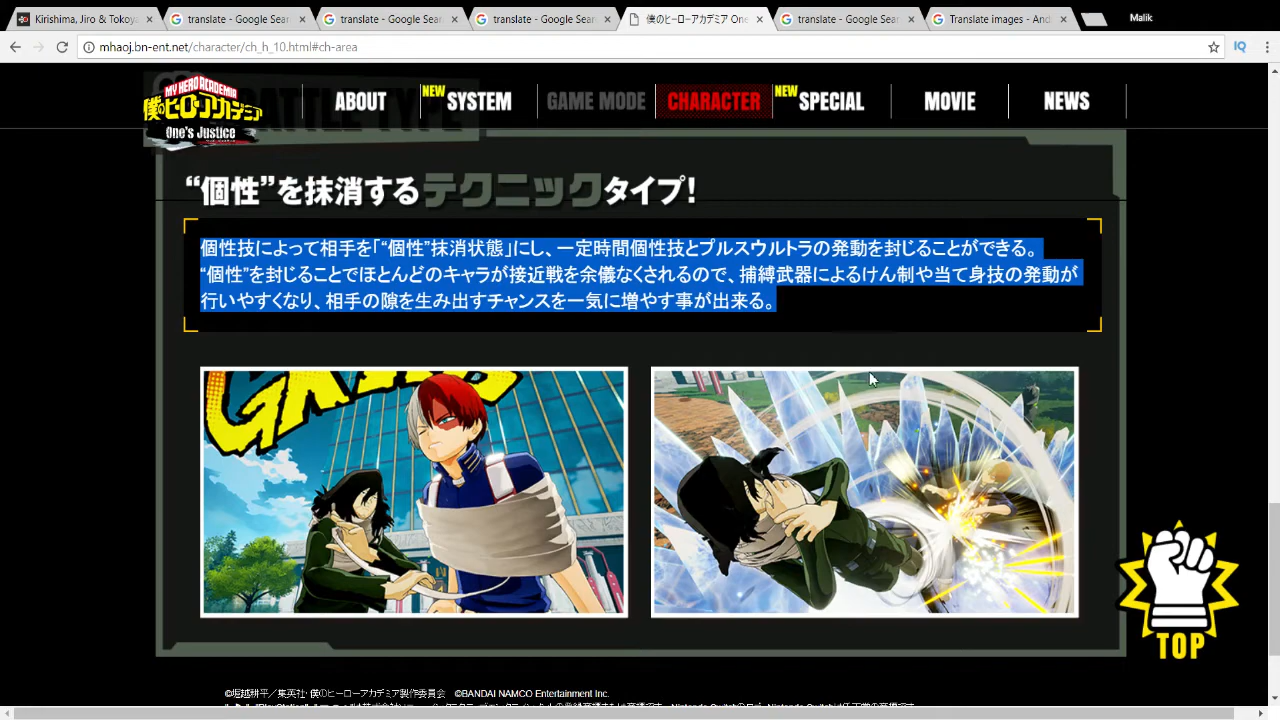 Kirishima, Jiro & Tokoya
translate - Google Sear
translate - Google Sear
translate - Google Sear
僕のヒーローアカデミア One
translate - Google Sear
Translate images - And
Malik
mhaoj.bn-ent.net/character/ch_h_10.html#ch-area
MY HERO ACADEMIA
僕のヒーローアカデミア
One's Justice
BATTLE TYPE
ABOUT
NEW SYSTEM
GAME MODE
CHARACTER
NEW SPECIAL
MOVIE
NEWS
“個性”を抹消するテクニックタイプ!
個性技によって相手を「“個性”抹消状態」にし、一定時間個性技とプルスウルトラの発動を封じることができる。
“個性”を封じることでほとんどのキャラが接近戦を余儀なくされるので、捕縛武器によるけん制や当て身技の発動が
行いやすくなり、相手の隙を生み出すチャンスを一気に増やす事が出来る。
TOP
©堀越耕平／集英社・僕のヒーローアカデミア製作委員会 ©BANDAI NAMCO Entertainment Inc.